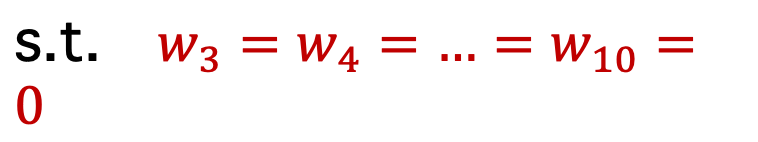 s.t. w₃ = w₄ = ... = w₁₀ =
0